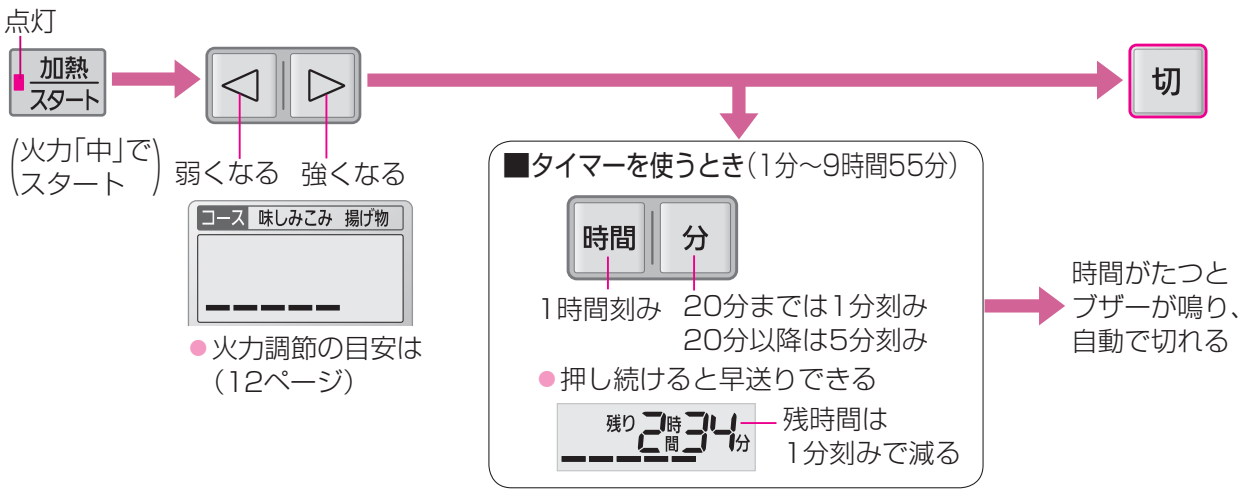 点灯
加熱
スタート
(火力「中」で
スタート)
弱くなる 強くなる
コース 味しみこみ 揚げ物
●火力調節の目安は
(12ページ)
切
■タイマーを使うとき(1分～9時間55分)
時間 分
1時間刻み
20分までは1分刻み
20分以降は5分刻み
●押し続けると早送りできる
残り2時間34分
残時間は
1分刻みで減る
時間がたつと
ブザーが鳴り、
自動で切れる